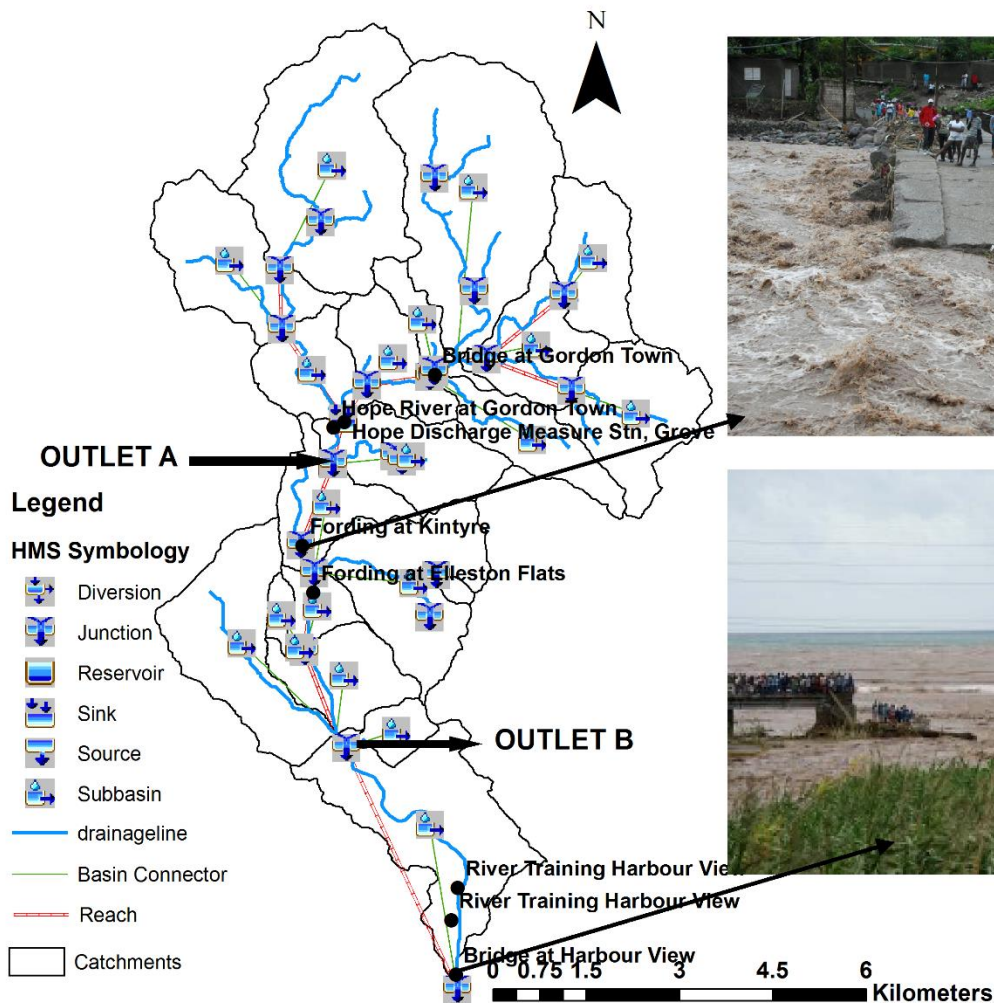 N
Bridge at Gordon Town
Hope River at Gordon Town
Hope Discharge Measure Stn, Grove
OUTLET A
Legend
HMS Symbology
Diversion
Junction
Reservoir
Sink
Source
Subbasin
drainageline
Basin Connector
Reach
Catchments
Fording at Kintyre
Fording at Elleston Flats
OUTLET B
River Training Harbour View
River Training Harbour View
Bridge at Harbour View
0 0.75 1.5 3 4.5 6
Kilometers